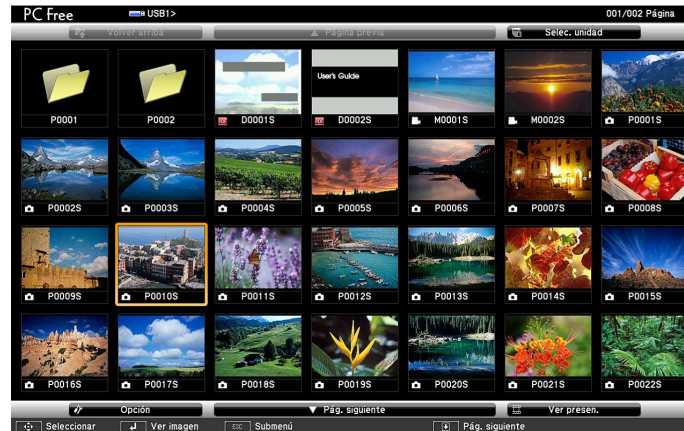 PC Free USB1> 001/002 Página
Volver arriba Página previa Selec. unidad
User's Guide
P0001 P0002 D0001S D0002S M0001S M0002S P0001S
P0002S P0003S P0004S P0005S P0006S P0007S P0008S
P0009S P0010S P0011S P0012S P0013S P0014S P0015S
P0016S P0017S P0018S P0019S P0020S P0021S P0022S
Opción Pág. siguiente Ver presen.
Seleccionar Ver imagen ESC Submenú Pág. siguiente